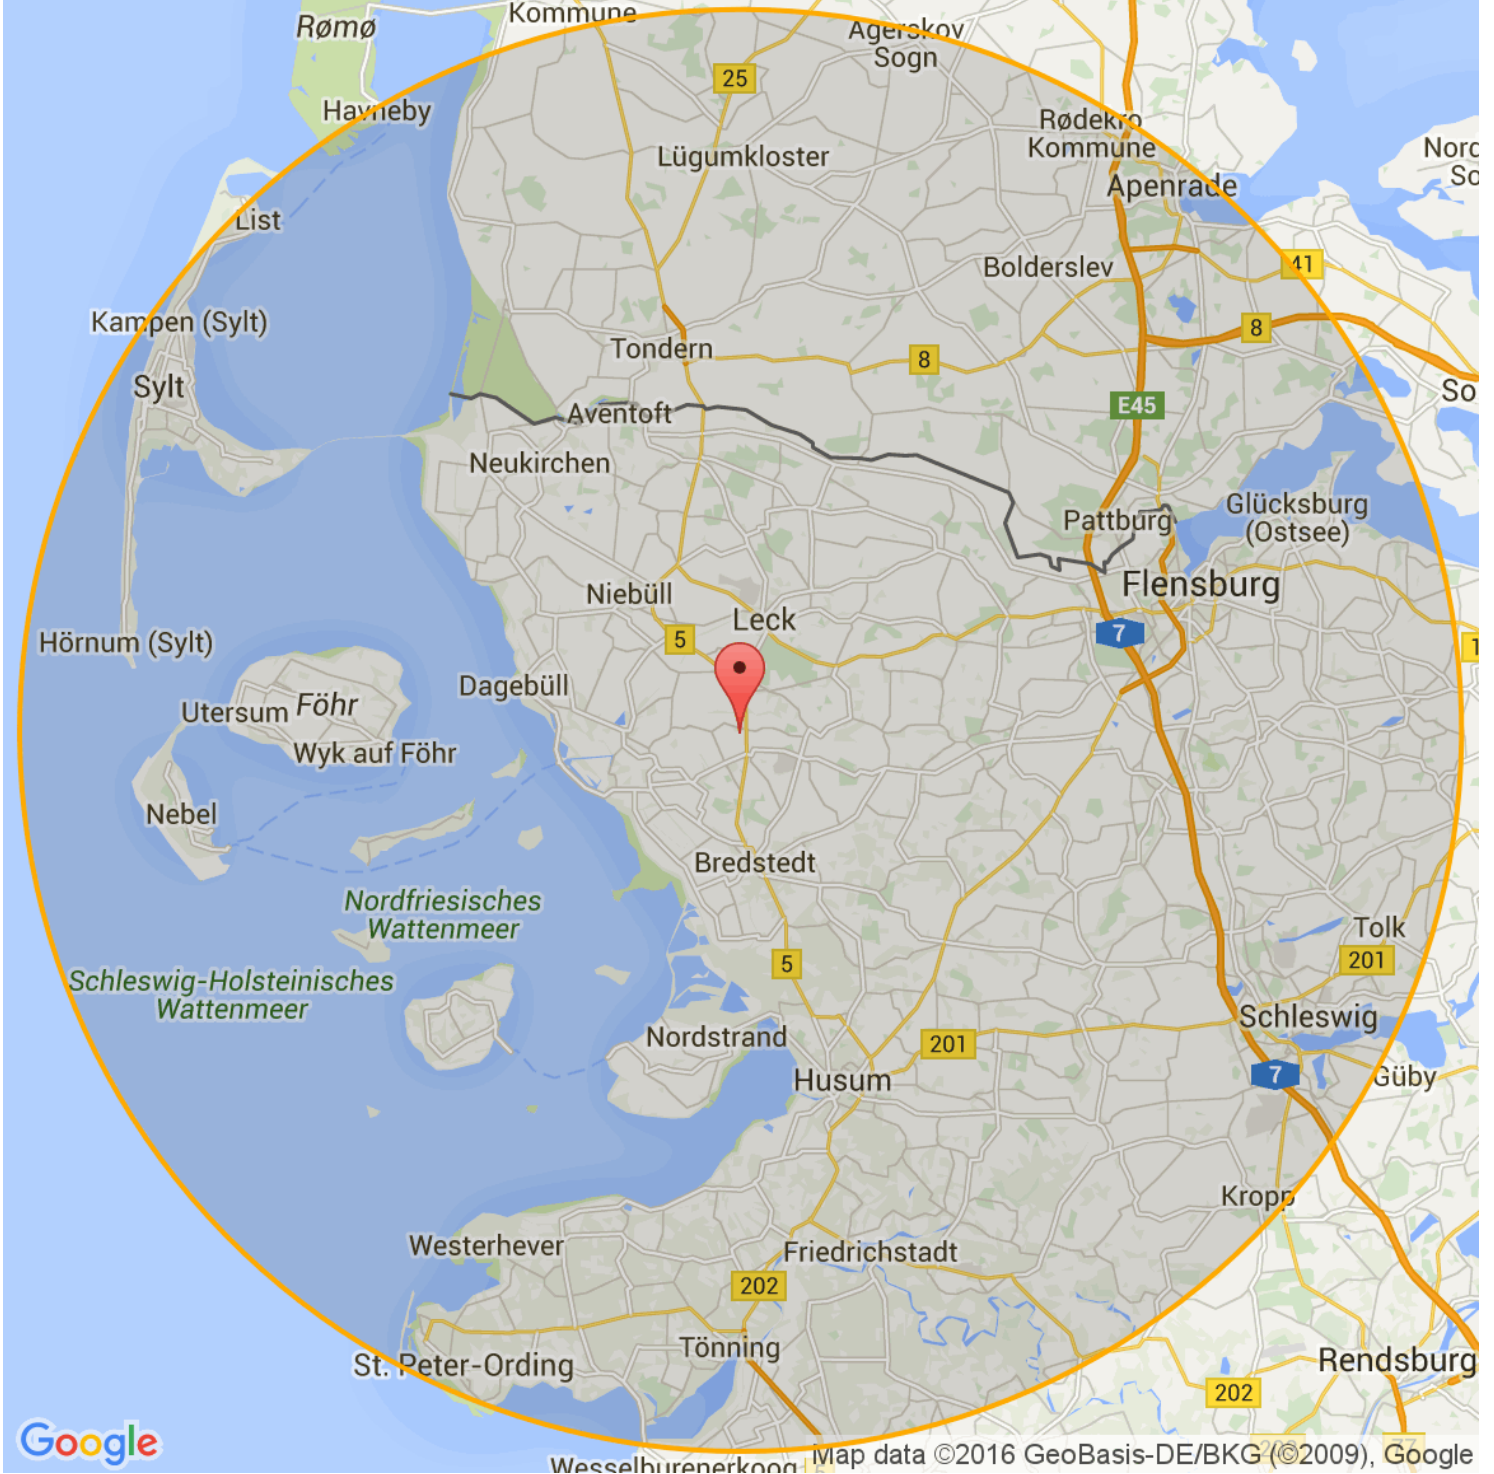 Kommune
Rømø
Agerskov
Sogn
25
Havneby
Rødekro
Kommune
Lügumkloster
Apenrade
List
Bolderslev
41
Kampen (Sylt)
8
Tondern
8
Sylt
E45
Aventoft
Neukirchen
Glücksburg
(Ostsee)
Pattburg
Flensburg
Niebüll
Leck
7
5
Hörnum (Sylt)
Dagebüll
Utersum
Föhr
Wyk auf Föhr
Nebel
Bredstedt
Nordfriesisches
Wattenmeer
Tolk
5
201
Schleswig-Holsteinisches
Wattenmeer
Schleswig
Nordstrand
201
Husum
7
Güby
Kropp
Westerhever
Friedrichstadt
202
Tönning
St. Peter-Ording
Rendsburg
202
Google
Wesselburenerkoog
Map data ©2016 GeoBasis-DE/BKG (©2009), Google